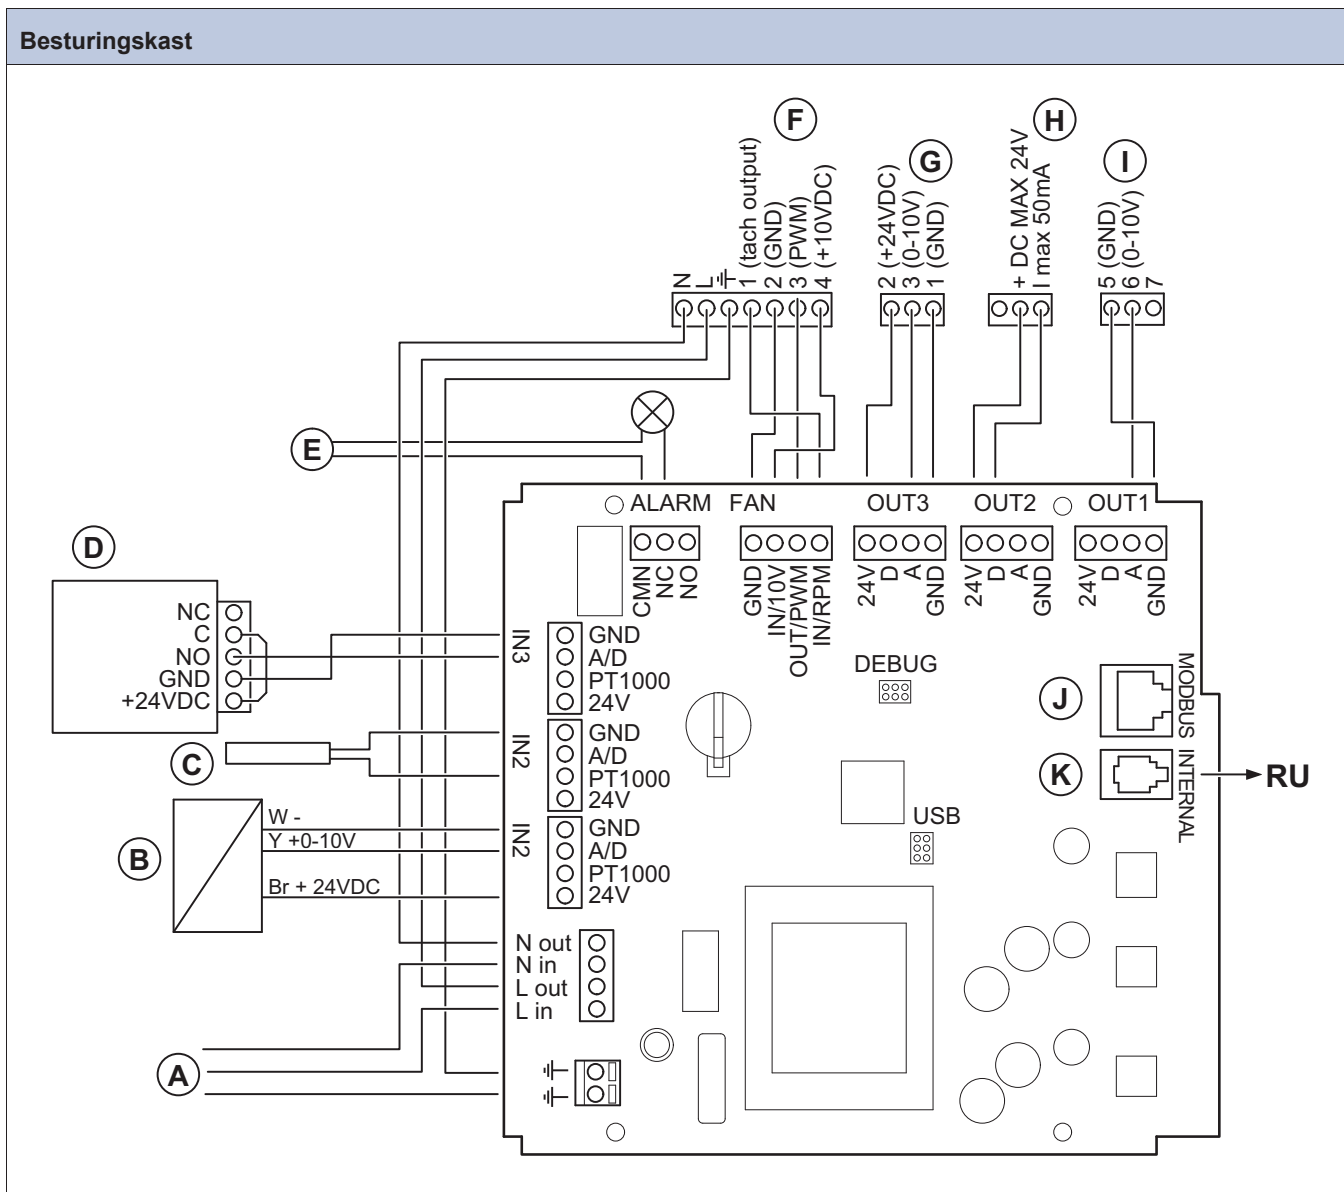 Besturingskast
F
H
G
I
N
L
1 (tach output)
2 (GND)
3 (PWM)
4 (+10VDC)
2 (+24VDC)
3 (0-10V)
1 (GND)
+ DC MAX 24V
I max 50mA
5 (GND)
6 (0-10V)
7
E
ALARM
FAN
OUT3
OUT2
OUT1
CMN
NC
NO
GND
IN/10V
OUT/PWM
IN/RPM
24V
D
A
GND
24V
D
A
GND
24V
D
A
GND
D
NC
C
NO
GND
+24VDC
IN3
GND
A/D
PT1000
24V
DEBUG
J
MODBUS
C
IN2
GND
A/D
PT1000
24V
K
INTERNAL
RU
B
W -
Y +0-10V
Br + 24VDC
IN2
GND
A/D
PT1000
24V
USB
N out
N in
L out
L in
A